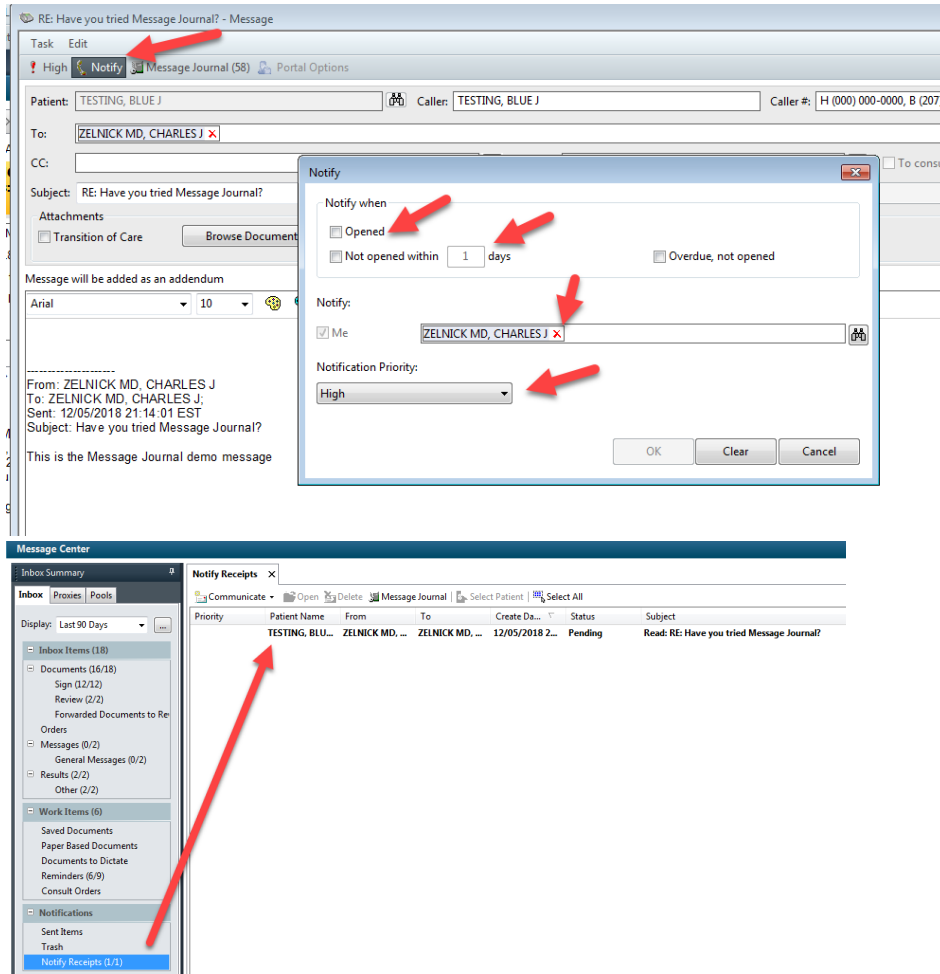 RE: Have you tried Message Journal? - Message
Task Edit
High Notify Message Journal (58) Portal Options
Patient: TESTING, BLUE J Caller: TESTING, BLUE J Caller #: H (000) 000-0000, B (207
To: ZELNICK MD, CHARLES J
CC: To consu
Subject: RE: Have you tried Message Journal?
Attachments
Transition of Care Browse Document
Message will be added as an addendum
Arial 10
--------------------
From: ZELNICK MD, CHARLES J
To: ZELNICK MD, CHARLES J;
Sent: 12/05/2018 21:14:01 EST
Subject: Have you tried Message Journal?
This is the Message Journal demo message
Notify
Notify when
Opened
Not opened within 1 days Overdue, not opened
Notify:
Me ZELNICK MD, CHARLES J
Notification Priority:
High
OK Clear Cancel
Message Center
Inbox Summary
Inbox Proxies Pools
Display: Last 90 Days ...
Inbox Items (18)
Documents (16/18)
Sign (12/12)
Review (2/2)
Forwarded Documents to Re
Orders
Messages (0/2)
General Messages (0/2)
Results (2/2)
Other (2/2)
Work Items (6)
Saved Documents
Paper Based Documents
Documents to Dictate
Reminders (6/9)
Consult Orders
Notifications
Sent Items
Trash
Notify Receipts (1/1)
Notify Receipts
Communicate Open Delete Message Journal Select Patient Select All
Priority Patient Name From To Create Da... Status Subject
TESTING, BLU... ZELNICK MD, ... ZELNICK MD, ... 12/05/2018 2... Pending Read: RE: Have you tried Message Journal?